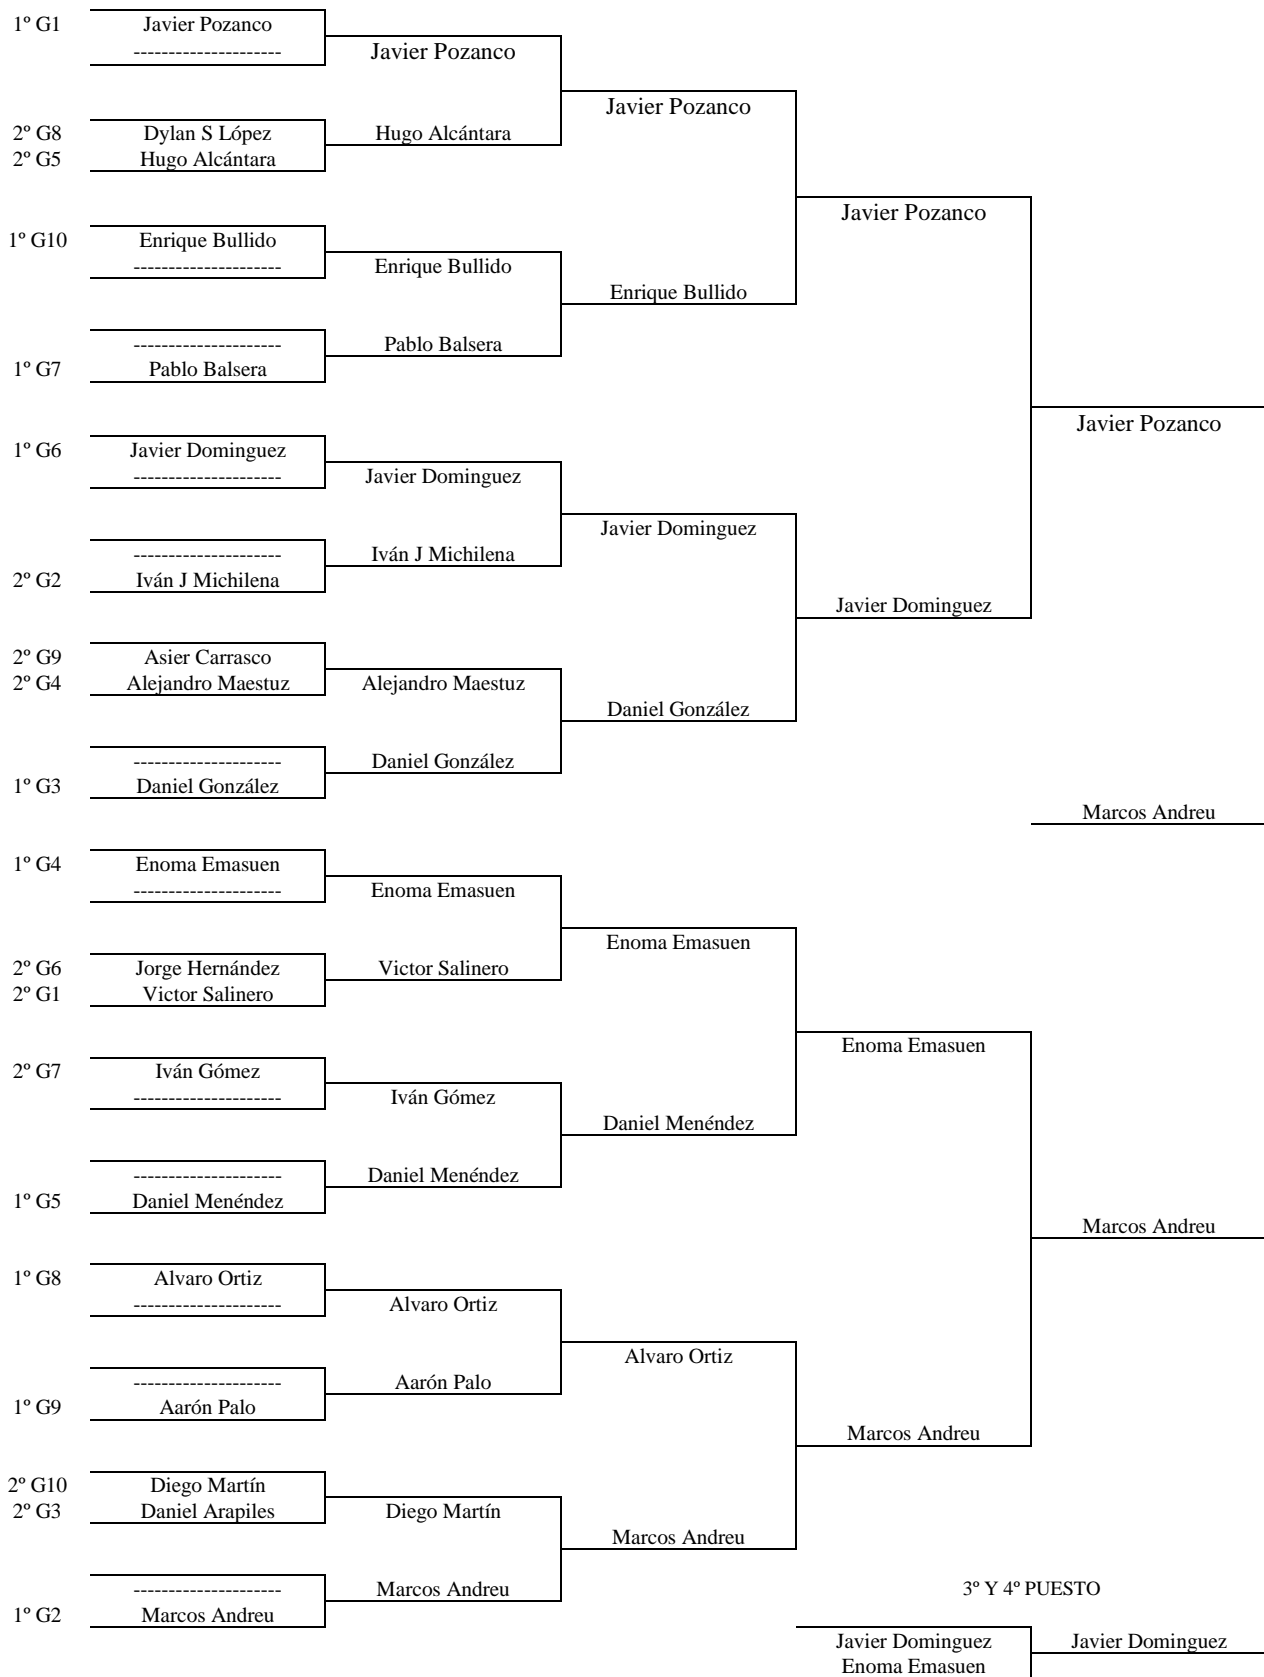 1º G1 Javier Pozanco
---------------------
Javier Pozanco
Javier Pozanco
2º G8 Dylan S López Hugo Alcántara
2º G5 Hugo Alcántara
Javier Pozanco
1º G10 Enrique Bullido
---------------------
Enrique Bullido
Enrique Bullido
---------------------
Pablo Balsera
1º G7 Pablo Balsera
Javier Pozanco
1º G6 Javier Dominguez
---------------------
Javier Dominguez
Javier Dominguez
---------------------
Iván J Michilena
2º G2 Iván J Michilena
Javier Dominguez
2º G9 Asier Carrasco
2º G4 Alejandro Maestuz Alejandro Maestuz
Daniel González
---------------------
Daniel González
1º G3 Daniel González
Marcos Andreu
1º G4 Enoma Emasuen
---------------------
Enoma Emasuen
Enoma Emasuen
2º G6 Jorge Hernández Victor Salinero
2º G1 Victor Salinero
Enoma Emasuen
2º G7 Iván Gómez
---------------------
Iván Gómez
Daniel Menéndez
---------------------
Daniel Menéndez
1º G5 Daniel Menéndez
Marcos Andreu
1º G8 Alvaro Ortiz
---------------------
Alvaro Ortiz
Alvaro Ortiz
---------------------
Aarón Palo
1º G9 Aarón Palo
Marcos Andreu
2º G10 Diego Martín
2º G3 Daniel Arapiles Diego Martín
Marcos Andreu
---------------------
Marcos Andreu
1º G2 Marcos Andreu
3º Y 4º PUESTO
Javier Dominguez Javier Dominguez
Enoma Emasuen